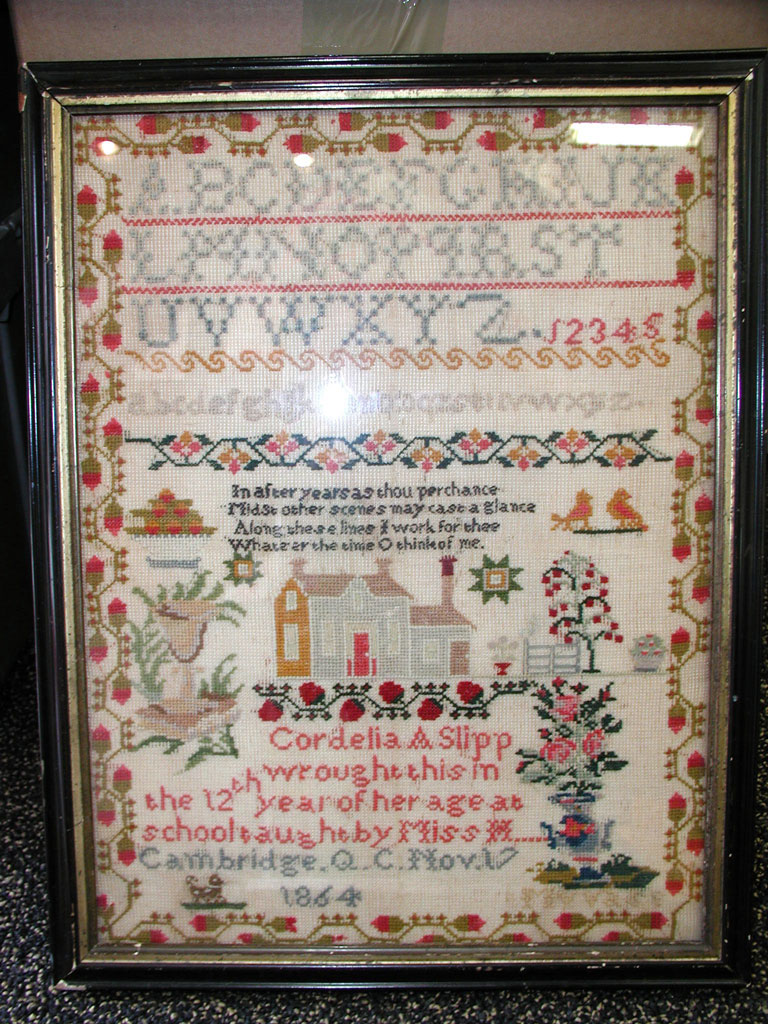 ABCDEFGHIJK
LMNOPQRST
UVWXYZ. 12345
abcdefgh
In after years as thou perchance
Midst other scenes may cast a glance
Along these lines I work for thee
Whate'er the time O think of me.
Cordelia A Slipp
wrought this in
the 12th year of her age at
school taught by Miss M.....
Cambridge. Q. C. Nov. 17
1864